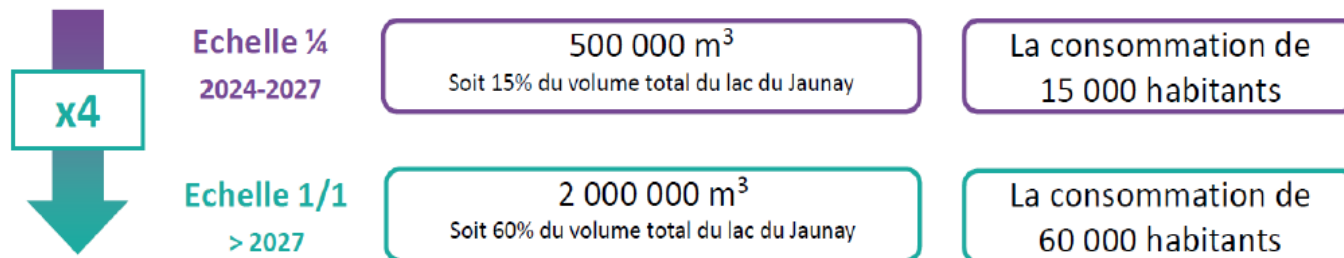 x4
Echelle ¼
2024-2027
500 000 m³
Soit 15% du volume total du lac du Jaunay
La consommation de
15 000 habitants
Echelle 1/1
> 2027
2 000 000 m³
Soit 60% du volume total du lac du Jaunay
La consommation de
60 000 habitants